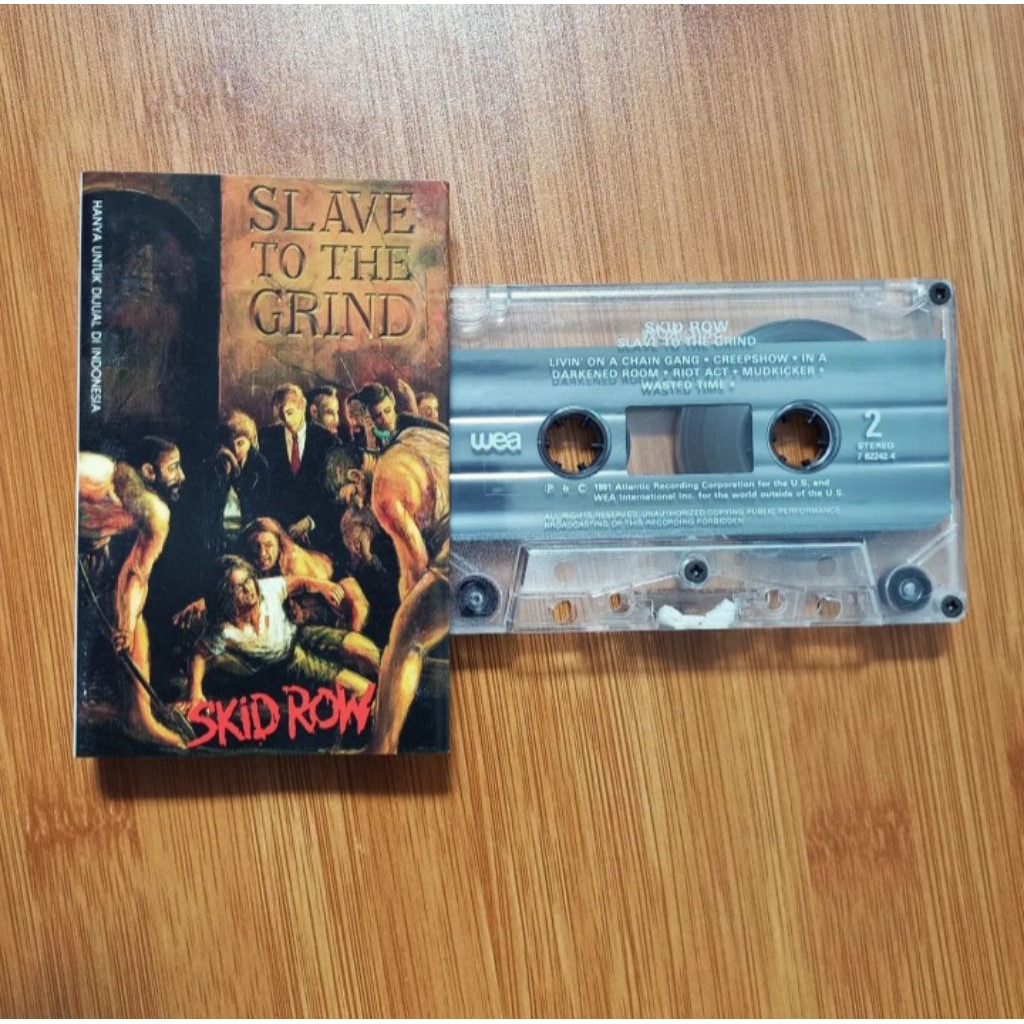 HANYA UNTUK DIJUAL DI INDONESIA
SLAVE
TO THE
GRIND
SKID ROW
SKID ROW
SLAVE TO THE GRIND
LIVIN' ON A CHAIN GANG • CREEPSHOW • IN A
DARKENED ROOM • RIOT ACT • MUDKICKER •
WASTED TIME •
wea
2
STEREO
7 82242-4
℗ & © 1991 Atlantic Recording Corporation for the U.S. and
WEA International Inc. for the world outside of the U.S.
ALL RIGHTS RESERVED. UNAUTHORIZED COPYING PUBLIC PERFORMANCE
BROADCASTING OF THIS RECORDING FORBIDDEN